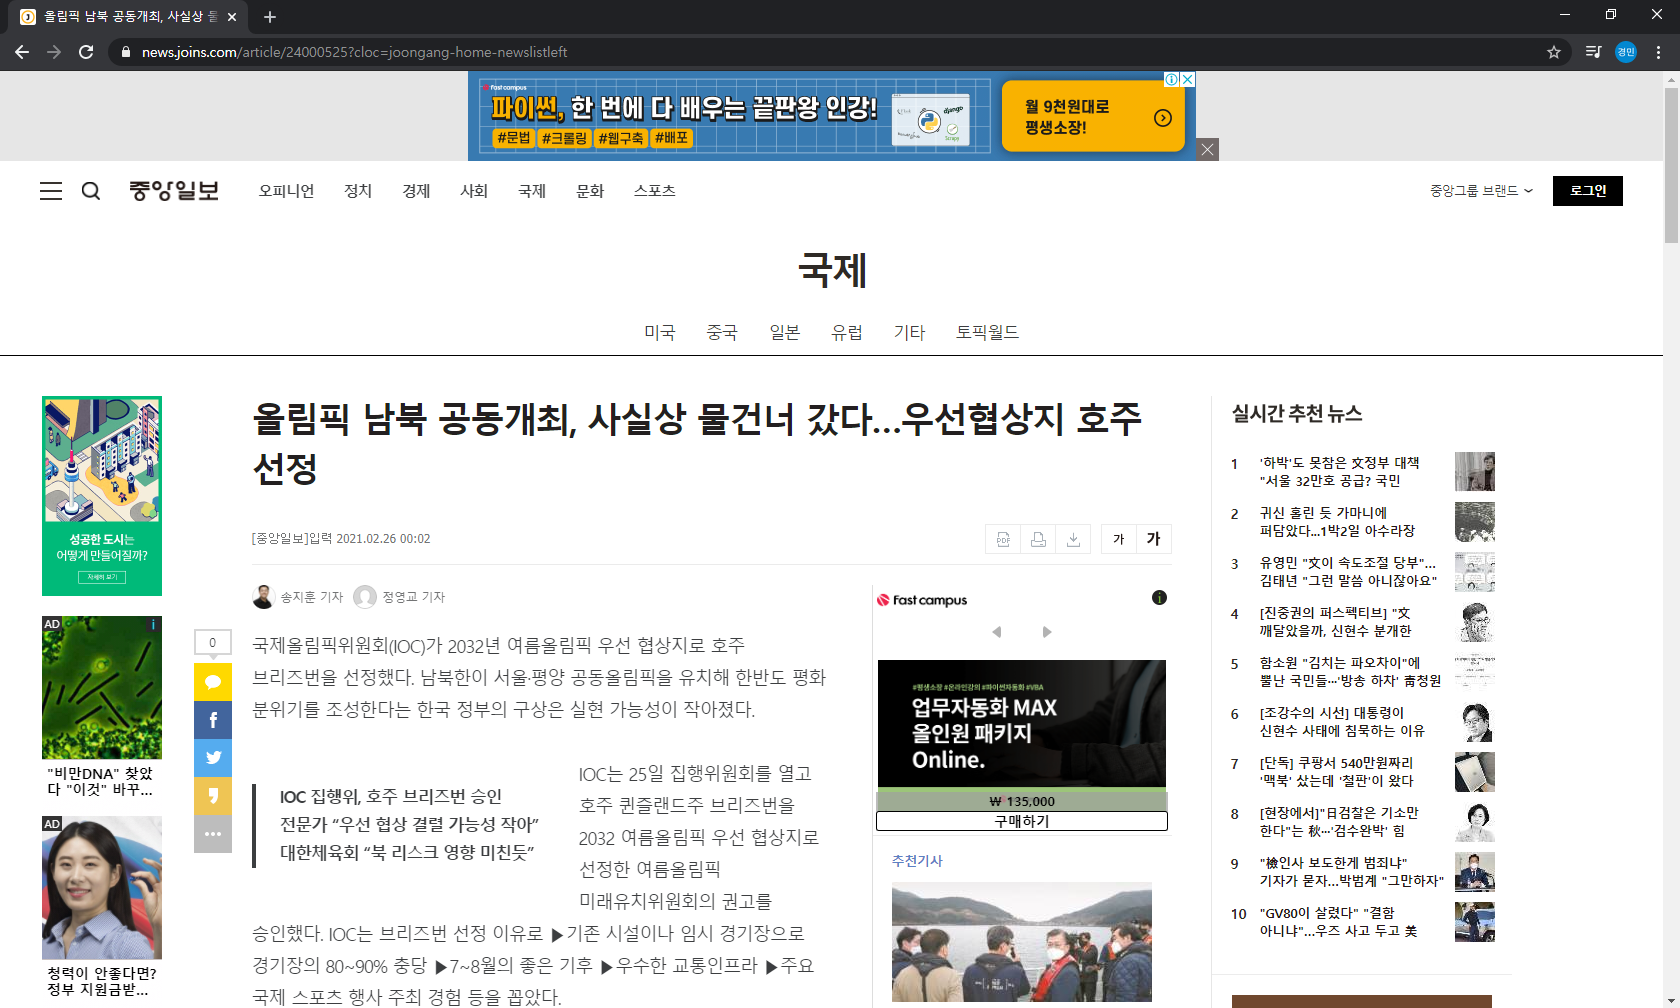 올림픽 남북 공동개최, 사실상 물
news.joins.com/article/24000525?cloc=joongang-home-newslistleft
경민
Fast campus
파이썬, 한 번에 다 배우는 끝판왕 인강!
#문법 #크롤링 #웹구축 #배포
django
월 9천원대로
평생소장!
중앙일보
오피니언 정치 경제 사회 국제 문화 스포츠
중앙그룹 브랜드
로그인
국제
미국 중국 일본 유럽 기타 토픽월드
성공한 도시는
어떻게 만들어질까?
자세히 보기
AD
"비만DNA" 찾았
다 "이것" 바꾸...
AD
청력이 안좋다면?
정부 지원금받...
올림픽 남북 공동개최, 사실상 물건너 갔다…우선협상지 호주
선정
[중앙일보]입력 2021.02.26 00:02
PDF
가 가
송지훈 기자 정영교 기자
0
국제올림픽위원회(IOC)가 2032년 여름올림픽 우선 협상지로 호주
브리즈번을 선정했다. 남북한이 서울·평양 공동올림픽을 유치해 한반도 평화
분위기를 조성한다는 한국 정부의 구상은 실현 가능성이 작아졌다.
IOC 집행위, 호주 브리즈번 승인
전문가 “우선 협상 결렬 가능성 작아”
대한체육회 “북 리스크 영향 미친듯”
IOC는 25일 집행위원회를 열고
호주 퀸즐랜드주 브리즈번을
2032 여름올림픽 우선 협상지로
선정한 여름올림픽
미래유치위원회의 권고를
승인했다. IOC는 브리즈번 선정 이유로 ▶기존 시설이나 임시 경기장으로
경기장의 80~90% 충당 ▶7~8월의 좋은 기후 ▶우수한 교통인프라 ▶주요
국제 스포츠 행사 주최 경험 등을 꼽았다.
Fast campus
#평생소장 #온라인강의 #파이썬자동화 #VBA
업무자동화 MAX
올인원 패키지
Online.
₩135,000
구매하기
추천기사
실시간 추천 뉴스
1 '하박'도 못참은 文정부 대책
"서울 32만호 공급? 국민
2 귀신 홀린 듯 가마니에
퍼담았다...1박2일 아수라장
3 유영민 "文이 속도조절 당부"...
김태년 "그런 말씀 아니잖아요"
4 [진중권의 퍼스펙티브] "文
깨달았을까, 신현수 분개한
5 함소원 "김치는 파오차이"에
뿔난 국민들…'방송 하차' 靑청원
6 [조강수의 시선] 대통령이
신현수 사태에 침묵하는 이유
7 [단독] 쿠팡서 540만원짜리
'맥북' 샀는데 '철판'이 왔다
8 [현장에서]"日검찰은 기소만
한다"는 秋…'검수완박' 힘
9 "檢인사 보도한게 범죄냐"
기자가 묻자...박범계 "그만하자"
10 "GV80이 살렸다" "결함
아니냐"...우즈 사고 두고 美